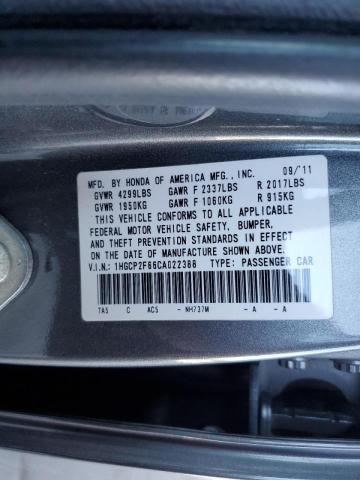 MFD. BY HONDA OF AMERICA MFG., INC. 09/'11
GVWR 4299LBS GAWR F 2337LBS R 2017LBS
GVWR 1950KG GAWR F 1060KG R 915KG
THIS VEHICLE CONFORMS TO ALL APPLICABLE
FEDERAL MOTOR VEHICLE SAFETY, BUMPER,
AND THEFT PREVENTION STANDARDS IN EFFECT
ON THE DATE OF MANUFACTURE SHOWN ABOVE.
V.I.N.: 1HGCP2F66CA022388 TYPE: PASSENGER CAR
TA5 C AC5 - NH737M - A - A